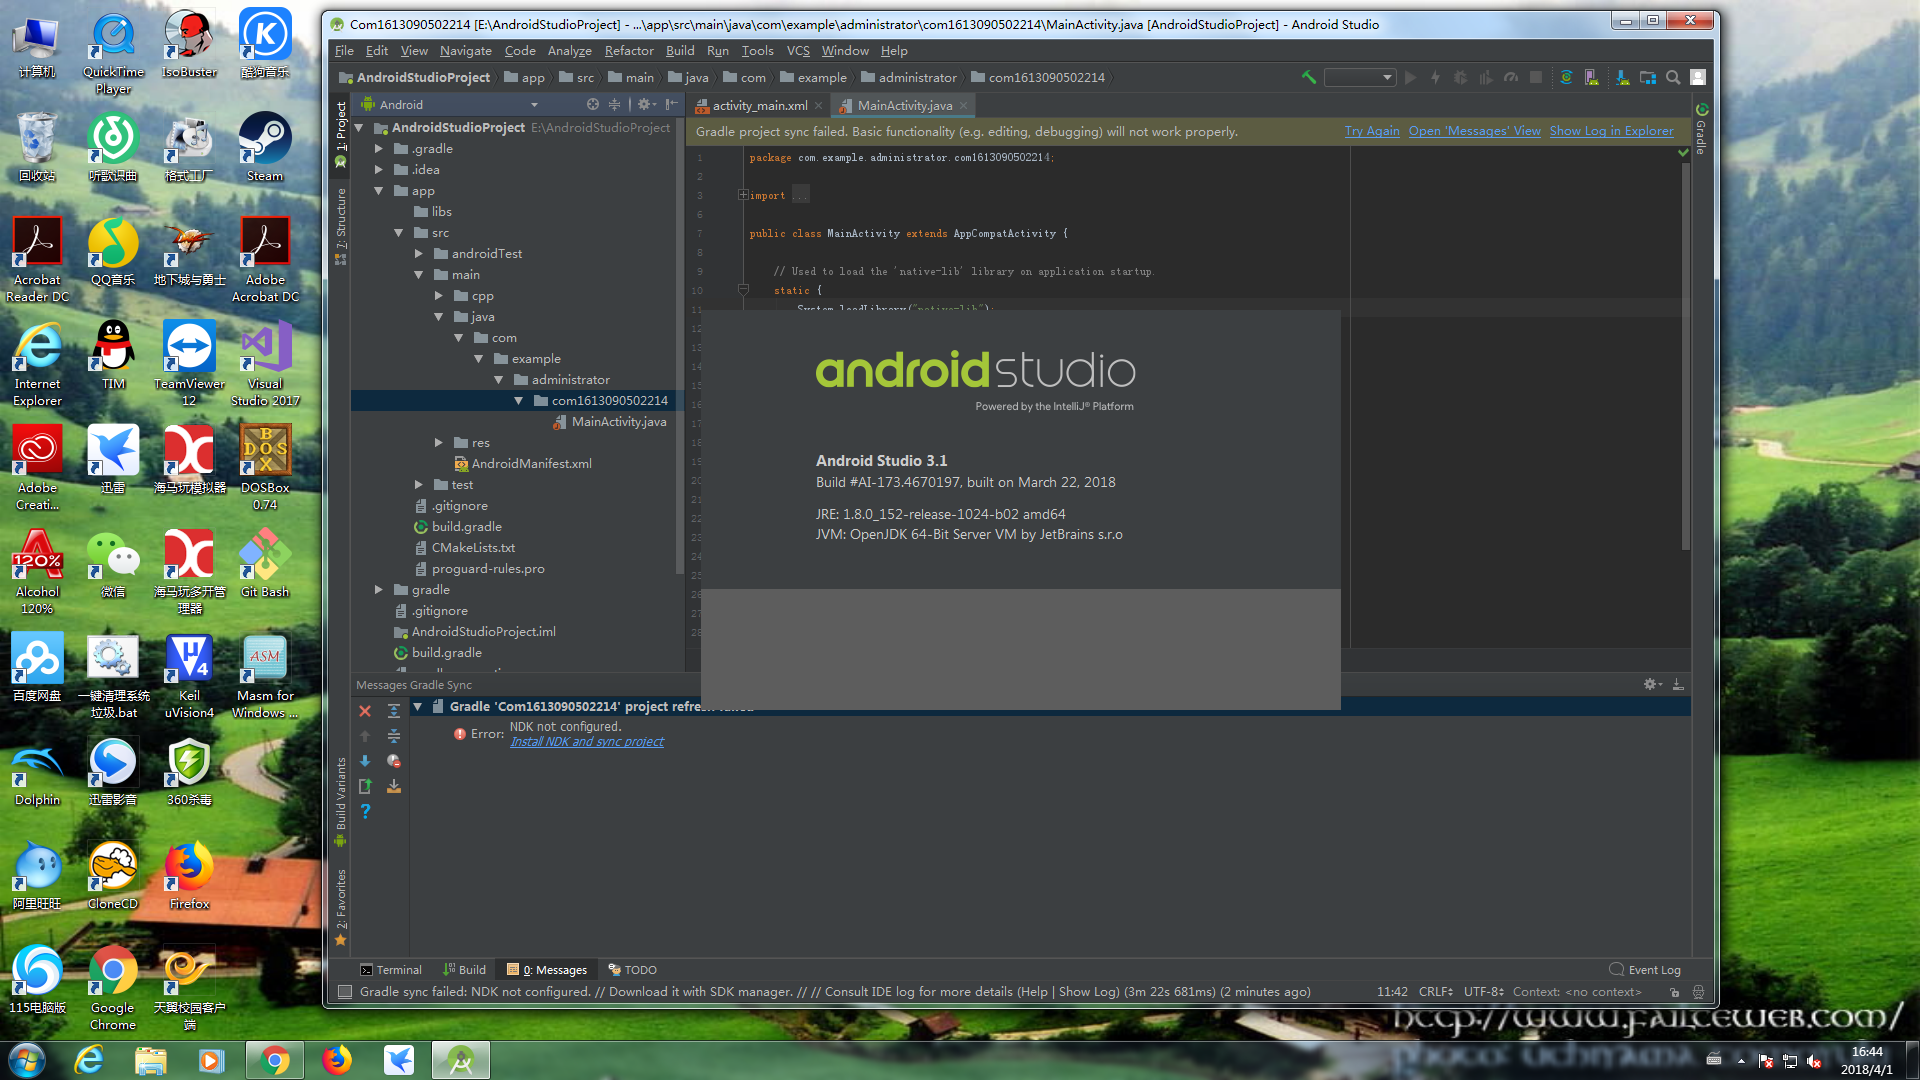 计算机
QuickTime Player
IsoBuster
酷狗音乐
回收站
听歌识曲
格式工厂
Steam
Acrobat Reader DC
QQ音乐
地下城与勇士
Adobe Acrobat DC
Internet Explorer
TIM
TeamViewer 12
Visual Studio 2017
Adobe Creati...
迅雷
海马玩模拟器
DOSBox 0.74
Alcohol 120%
微信
海马玩多开管理器
Git Bash
百度网盘
一键清理系统垃圾.bat
Keil uVision4
Masm for Windows ...
Dolphin
迅雷影音
360杀毒
阿里旺旺
CloneCD
Firefox
115电脑版
Google Chrome
天翼校园客户端
Com1613090502214 [E:\AndroidStudioProject] - ...\app\src\main\java\com\example\administrator\com1613090502214\MainActivity.java [AndroidStudioProject] - Android Studio
File Edit View Navigate Code Analyze Refactor Build Run Tools VCS Window Help
AndroidStudioProject app src main java com example administrator com1613090502214
1: Project
7: Structure
Build Variants
2: Favorites
Android
AndroidStudioProject E:\AndroidStudioProject
.gradle
.idea
app
libs
src
androidTest
main
cpp
java
com
example
administrator
com1613090502214
MainActivity.java
res
AndroidManifest.xml
test
.gitignore
build.gradle
CMakeLists.txt
proguard-rules.pro
gradle
.gitignore
AndroidStudioProject.iml
build.gradle
activity_main.xml MainActivity.java
Gradle project sync failed. Basic functionality (e.g. editing, debugging) will not work properly. Try Again Open 'Messages' View Show Log in Explorer
Gradle
1 package com.example.administrator.com1613090502214;
2
3 import ...
6
7 public class MainActivity extends AppCompatActivity {
8
9 // Used to load the 'native-lib' library on application startup.
10 static {
11 System.loadLibrary("native-lib");
androidstudio
Powered by the IntelliJ® Platform
Android Studio 3.1
Build #AI-173.4670197, built on March 22, 2018
JRE: 1.8.0_152-release-1024-b02 amd64
JVM: OpenJDK 64-Bit Server VM by JetBrains s.r.o
Messages Gradle Sync
Gradle 'Com1613090502214' project refresh failed
Error: NDK not configured.
Install NDK and sync project
Terminal Build 0: Messages TODO Event Log
Gradle sync failed: NDK not configured. // Download it with SDK manager. // // Consult IDE log for more details (Help | Show Log) (3m 22s 681ms) (2 minutes ago) 11:42 CRLF UTF-8 Context: <no context>
16:44
2018/4/1